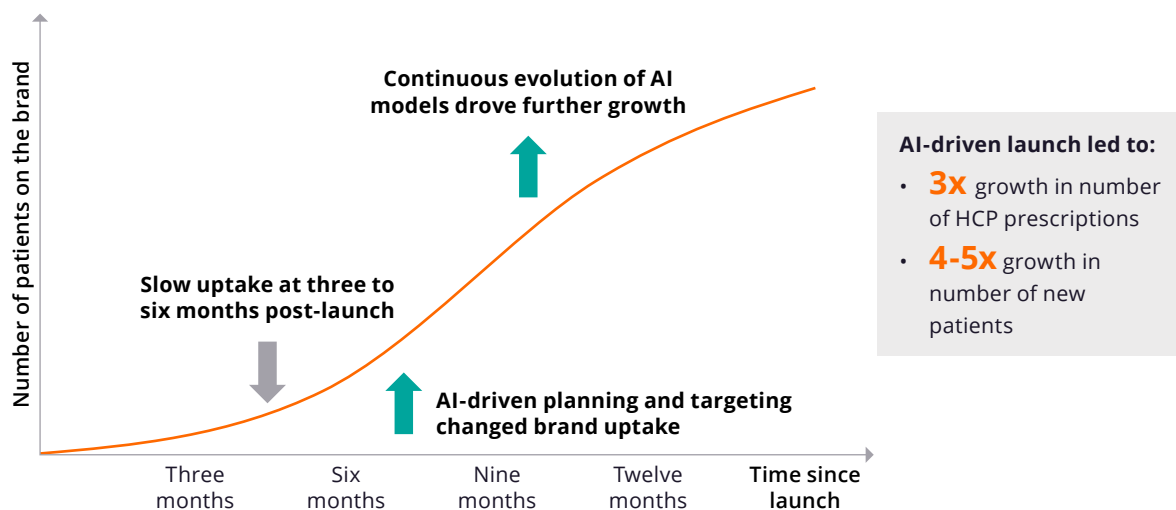 Number of patients on the brand
Continuous evolution of AI
models drove further growth
Slow uptake at three to
six months post-launch
AI-driven planning and targeting
changed brand uptake
Three
months
Six
months
Nine
months
Twelve
months
Time since
launch
AI-driven launch led to:
• 3x growth in number
of HCP prescriptions
• 4-5x growth in
number of new
patients